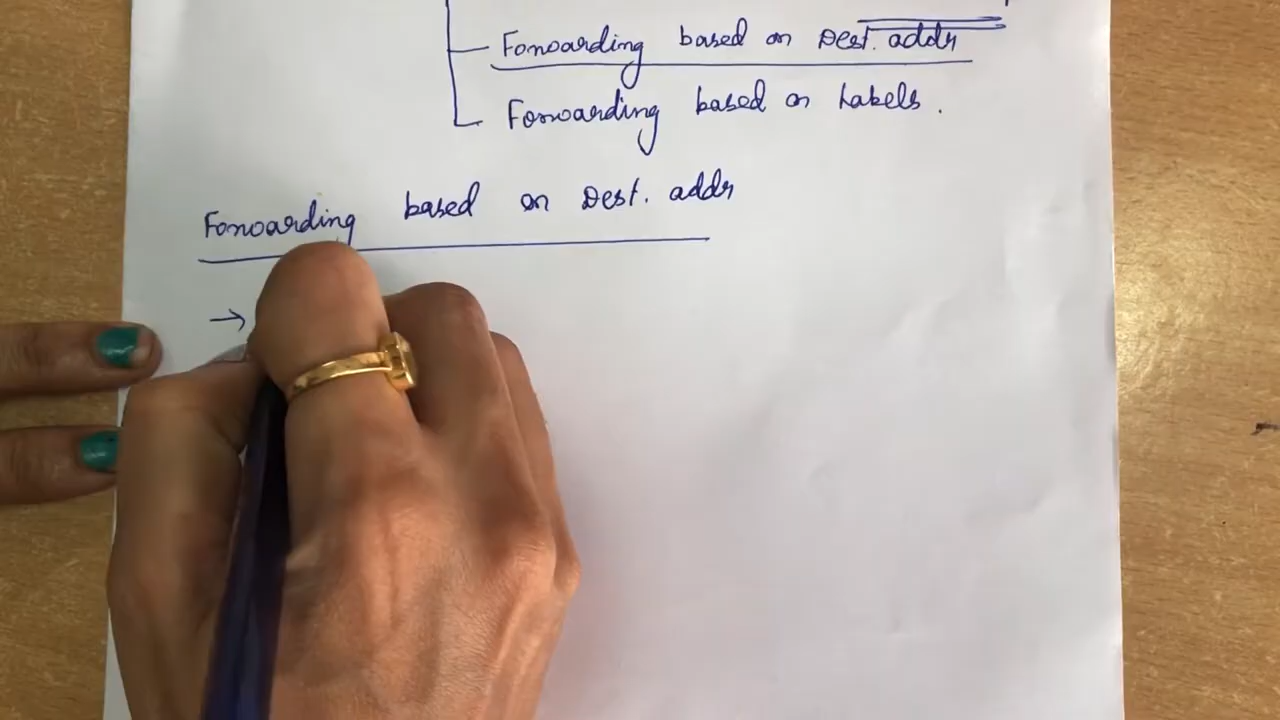 Forwarding based on Dest. addr
Forwarding based on Labels.
Forwarding based on Dest. addr
→